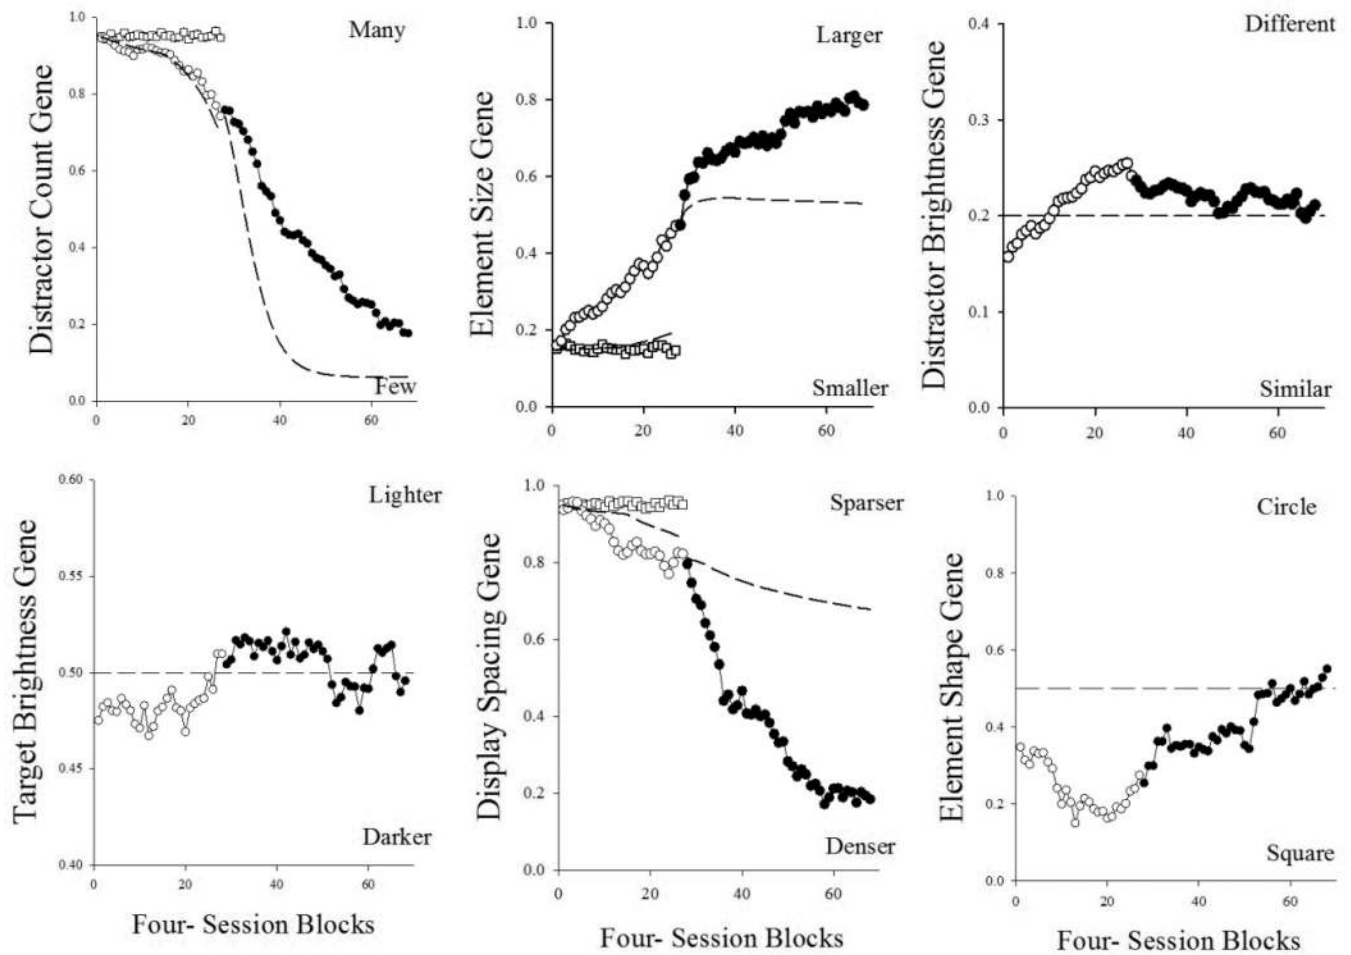 Distractor Count Gene
1.0
0.8
0.6
0.4
0.2
0.0
0
20
40
60
Many
Few
Element Size Gene
1.0
0.8
0.6
0.4
0.2
0.0
0
20
40
60
Larger
Smaller
Distractor Brightness Gene
0.4
0.3
0.2
0.1
0.0
0
20
40
60
Different
Similar
Target Brightness Gene
0.60
0.55
0.50
0.45
0.40
0
20
40
60
Lighter
Darker
Four- Session Blocks
Display Spacing Gene
1.0
0.8
0.6
0.4
0.2
0.0
0
20
40
60
Sparser
Denser
Four- Session Blocks
Element Shape Gene
1.0
0.8
0.6
0.4
0.2
0.0
0
20
40
60
Circle
Square
Four- Session Blocks